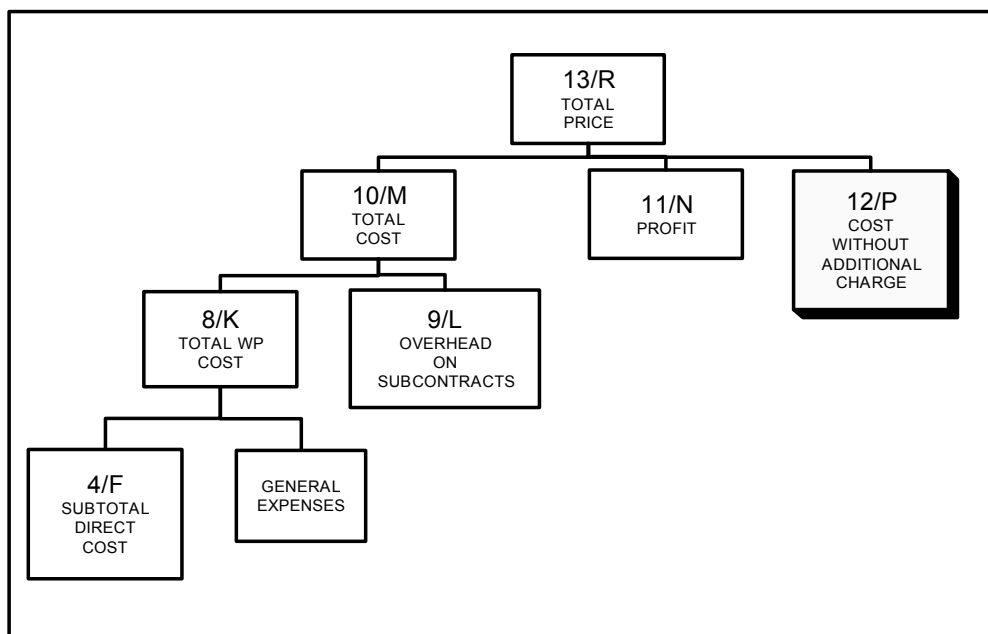 13/R
TOTAL
PRICE
10/M
TOTAL
COST
11/N
PROFIT
12/P
COST
WITHOUT
ADDITIONAL
CHARGE
8/K
TOTAL WP
COST
9/L
OVERHEAD
ON
SUBCONTRACTS
4/F
SUBTOTAL
DIRECT
COST
GENERAL
EXPENSES